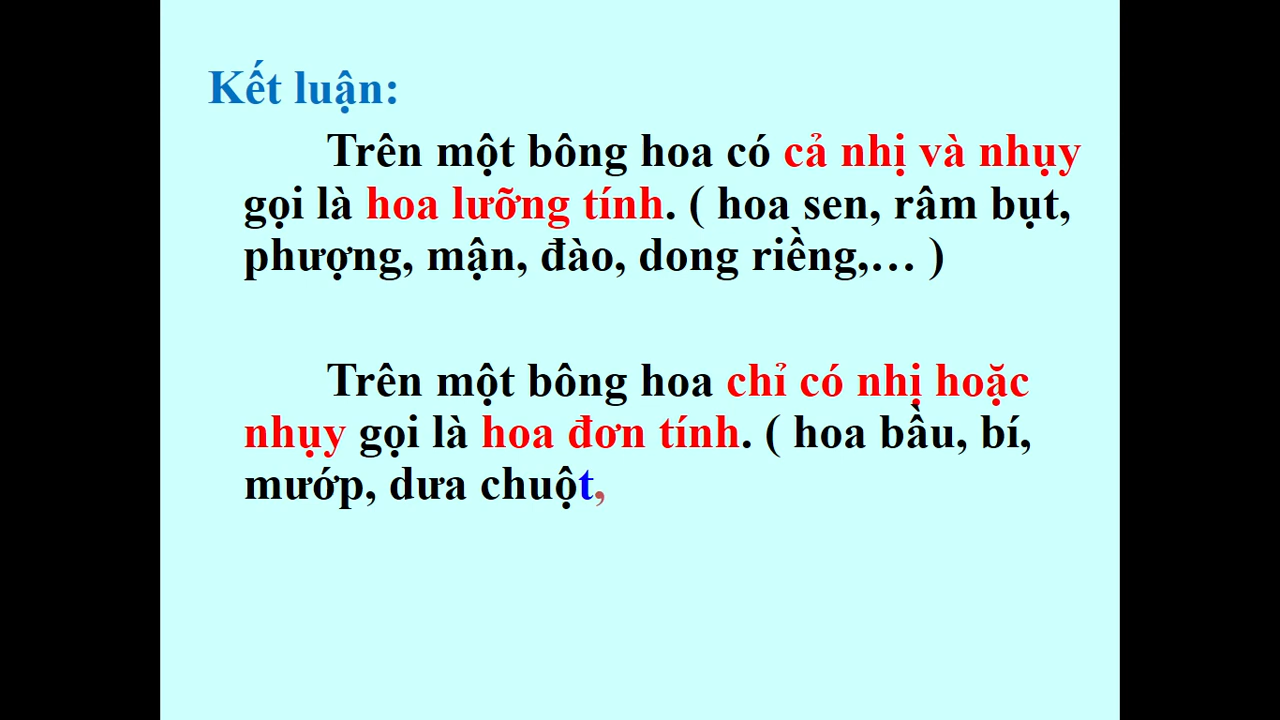 Kết luận:
Trên một bông hoa có cả nhị và nhụy
gọi là hoa lưỡng tính. ( hoa sen, râm bụt,
phượng, mận, đào, dong riềng,… )
Trên một bông hoa chỉ có nhị hoặc
nhụy gọi là hoa đơn tính. ( hoa bầu, bí,
mướp, dưa chuột,